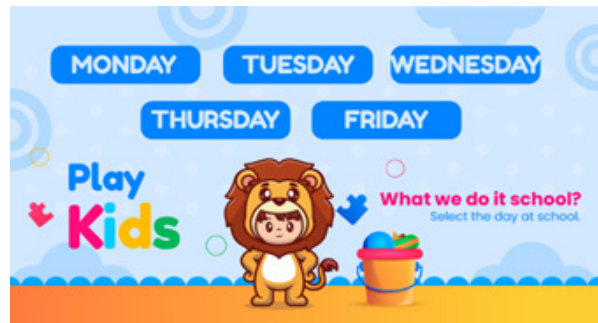 MONDAY TUESDAY WEDNESDAY
THURSDAY FRIDAY
Play
Kids
What we do it school?
Select the day at school.